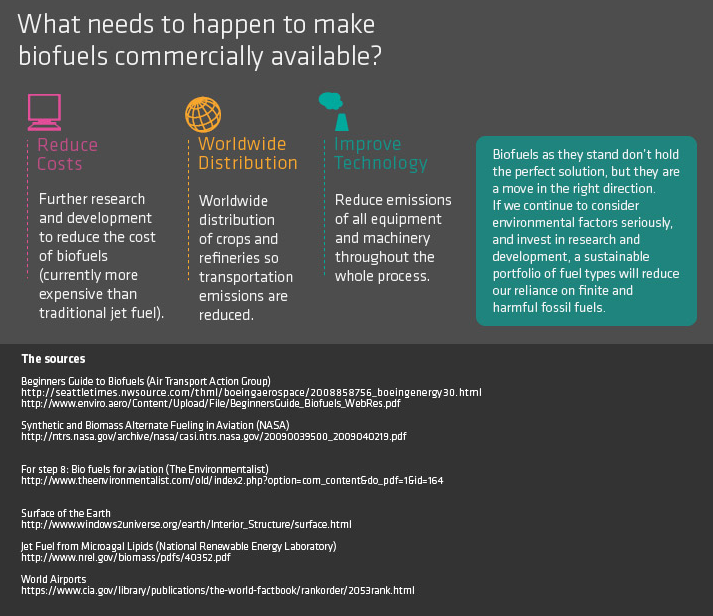 What needs to happen to make
biofuels commercially available?
Reduce
Costs
Further research
and development
to reduce the cost
of biofuels
(currently more
expensive than
traditional jet fuel).
Worldwide
Distribution
Worldwide
distribution
of crops and
refineries so
transportation
emissions are
reduced.
Improve
Technology
Reduce emissions
of all equipment
and machinery
throughout the
whole process.
Biofuels as they stand don't hold
the perfect solution, but they are
a move in the right direction.
If we continue to consider
environmental factors seriously,
and invest in research and
development, a sustainable
portfolio of fuel types will reduce
our reliance on finite and
harmful fossil fuels.
The sources
Beginners Guide to Biofuels (Air Transport Action Group)
http://seattletimes.nwsource.com/thml/boeingaerospace/2008858756_boeingenergy30.html
http://www.enviro.aero/Content/Upload/File/BeginnersGuide_Biofuels_WebRes.pdf
Synthetic and Biomass Alternate Fueling in Aviation (NASA)
http://ntrs.nasa.gov/archive/nasa/casi.ntrs.nasa.gov/20090039500_2009040219.pdf
For step 8: Bio fuels for aviation (The Environmentalist)
http://www.theenvironmentalist.com/old/index2.php?option=com_content&do_pdf=1&id=164
Surface of the Earth
http://www.windows2universe.org/earth/Interior_Structure/surface.html
Jet Fuel from Microagal Lipids (National Renewable Energy Laboratory)
http://www.nrel.gov/biomass/pdfs/40352.pdf
World Airports
https://www.cia.gov/library/publications/the-world-factbook/rankorder/2053rank.html